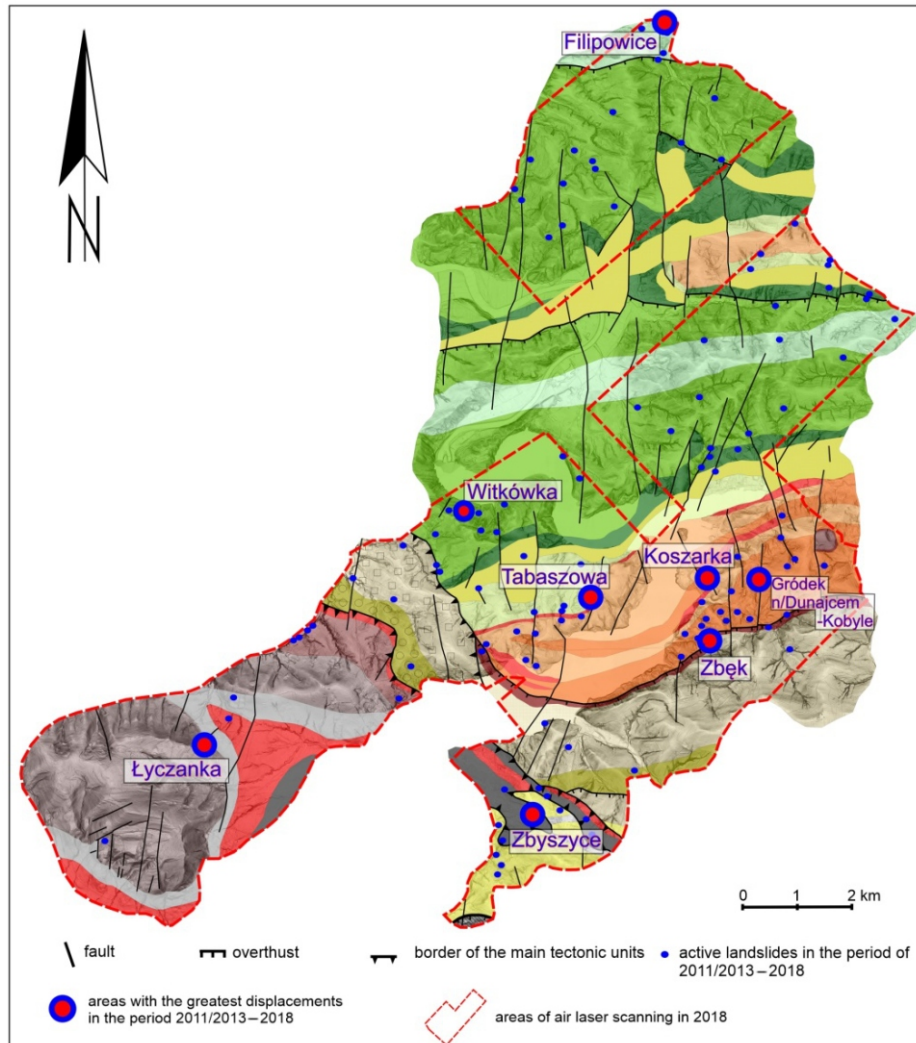 Filipowice
N
Witkówka
Koszarka
Tabaszowa
Gródek
n/Dunajcem
-Kobyle
Zbęk
Łyczanka
Zbyszyce
0 1 2 km
fault
overthust
border of the main tectonic units
active landslides in the period of
2011/2013–2018
areas with the greatest displacements
in the period 2011/2013–2018
areas of air laser scanning in 2018